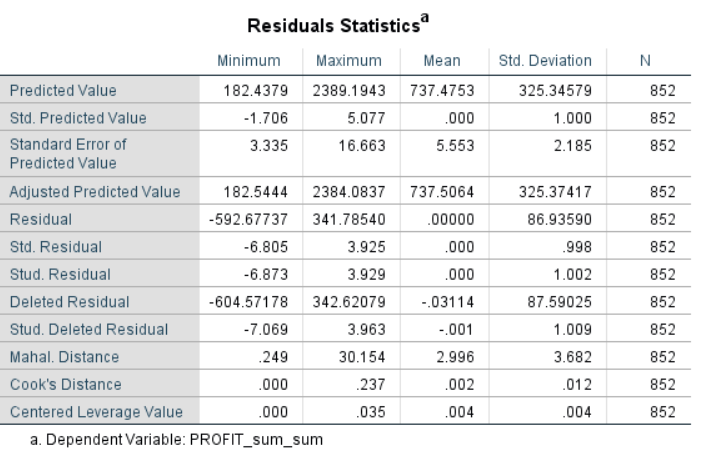 Residuals Statisticsa
Minimum Maximum Mean Std. Deviation N
Predicted Value 182.4379 2389.1943 737.4753 325.34579 852
Std. Predicted Value -1.706 5.077 .000 1.000 852
Standard Error of 3.335 16.663 5.553 2.185 852
Predicted Value
Adjusted Predicted Value 182.5444 2384.0837 737.5064 325.37417 852
Residual -592.67737 341.78540 .00000 86.93590 852
Std. Residual -6.805 3.925 .000 .998 852
Stud. Residual -6.873 3.929 .000 1.002 852
Deleted Residual -604.57178 342.62079 -.03114 87.59025 852
Stud. Deleted Residual -7.069 3.963 -.001 1.009 852
Mahal. Distance .249 30.154 2.996 3.682 852
Cook's Distance .000 .237 .002 .012 852
Centered Leverage Value .000 .035 .004 .004 852
a. Dependent Variable: PROFIT_sum_sum